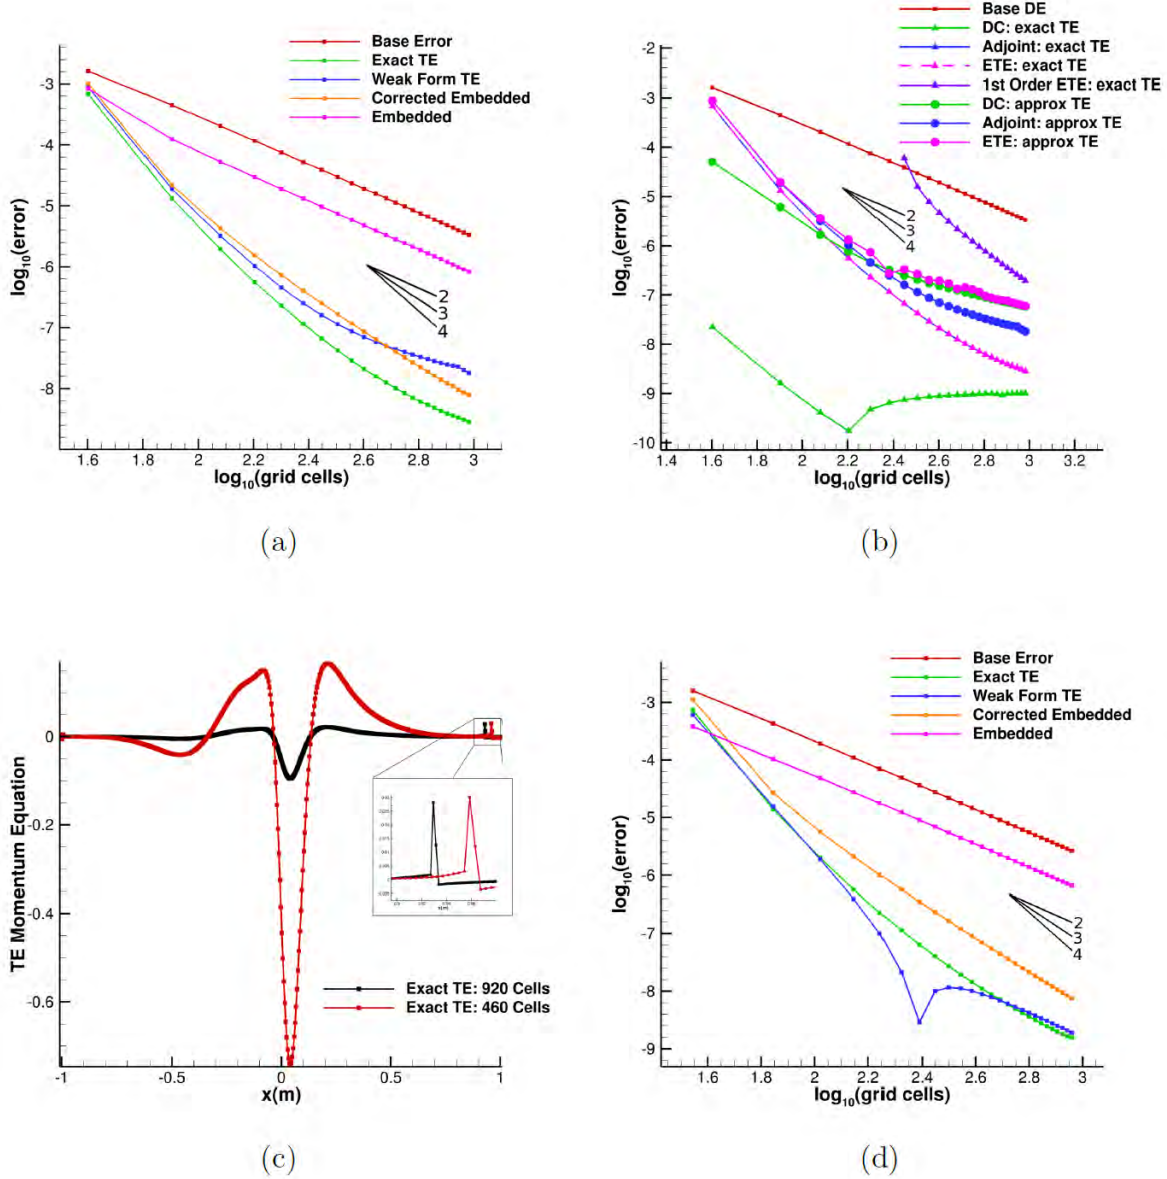 Base Error
Exact TE
Weak Form TE
Corrected Embedded
Embedded
-3
-4
-5
-6
-7
-8
log10(error)
2
3
4
1.6 1.8 2 2.2 2.4 2.6 2.8 3
log10(grid cells)
(a)
Base DE
DC: exact TE
Adjoint: exact TE
ETE: exact TE
1st Order ETE: exact TE
DC: approx TE
Adjoint: approx TE
ETE: approx TE
-2
-3
-4
-5
-6
-7
-8
-9
-10
log10(error)
2
3
4
1.4 1.6 1.8 2 2.2 2.4 2.6 2.8 3 3.2
log10(grid cells)
(b)
0
-0.2
-0.4
-0.6
TE Momentum Equation
Exact TE: 920 Cells
Exact TE: 460 Cells
-1 -0.5 0 0.5 1
x(m)
(c)
Base Error
Exact TE
Weak Form TE
Corrected Embedded
Embedded
-3
-4
-5
-6
-7
-8
-9
log10(error)
2
3
4
1.6 1.8 2 2.2 2.4 2.6 2.8 3
log10(grid cells)
(d)